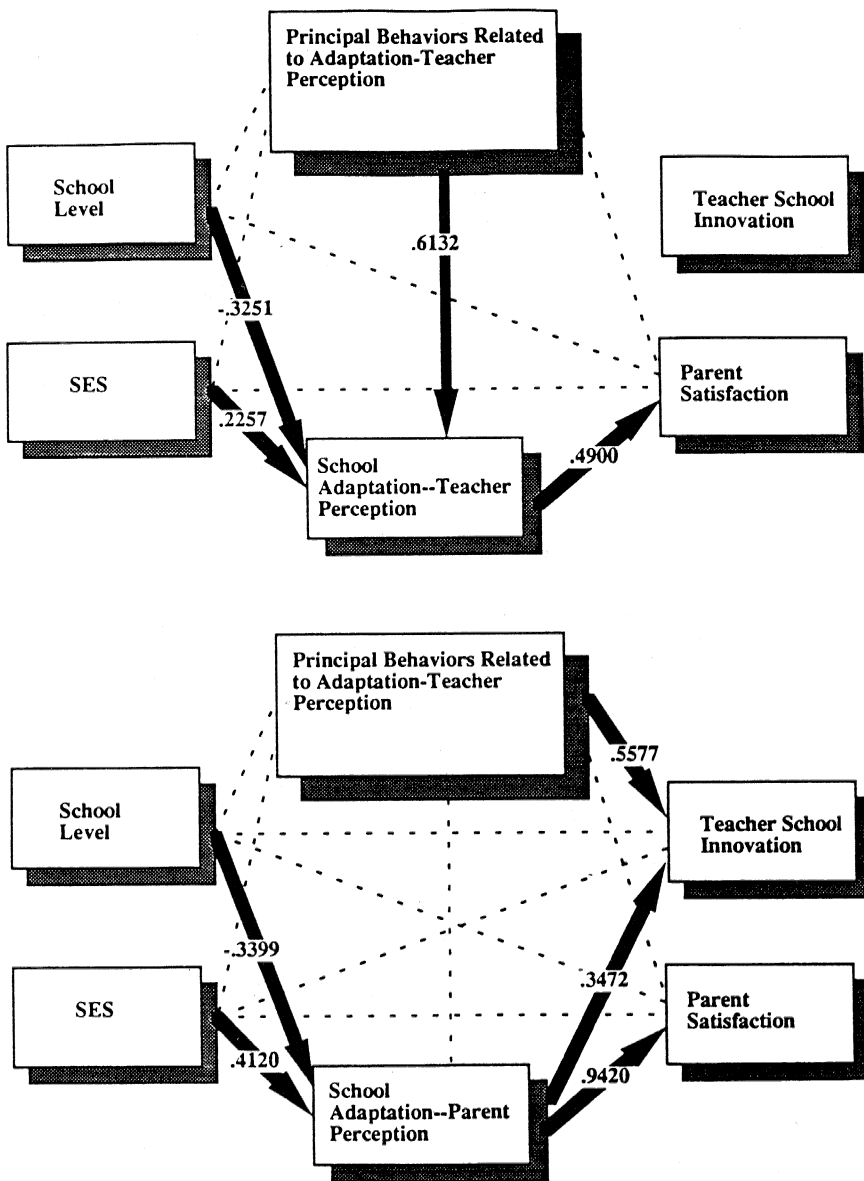 Principal Behaviors Related
to Adaptation-Teacher
Perception
School
Level
Teacher School
Innovation
.6132
-.3251
SES
Parent
Satisfaction
.2257
School
Adaptation--Teacher
Perception
.4900
Principal Behaviors Related
to Adaptation-Teacher
Perception
.5577
School
Level
Teacher School
Innovation
-.3399
.3472
SES
Parent
Satisfaction
.4120
.9420
School
Adaptation--Parent
Perception